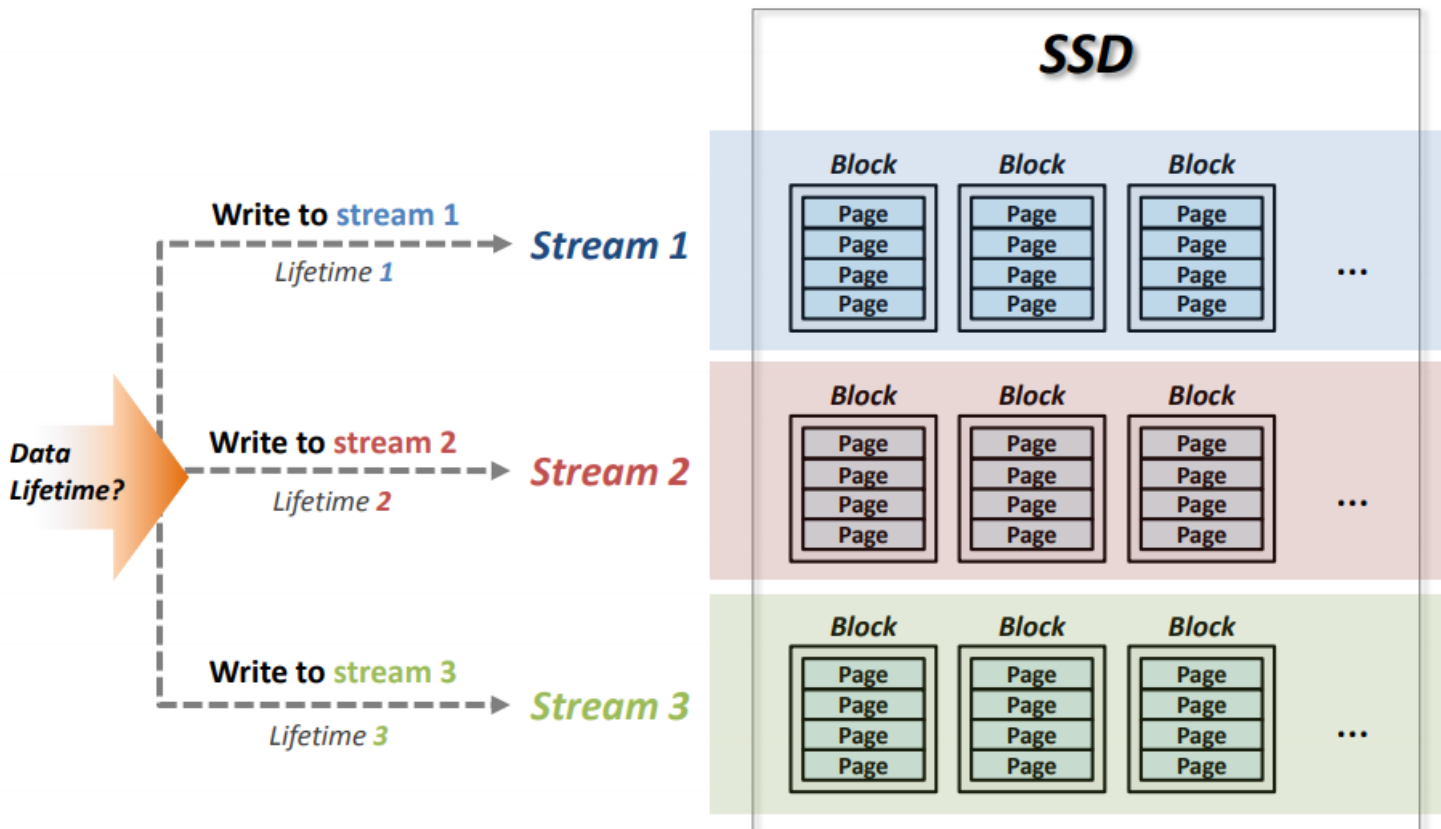 SSD
Write to stream 1
Lifetime 1
Stream 1
Block Block Block
Page Page Page
Page Page Page
Page Page Page
Page Page Page
...
Data
Lifetime?
Write to stream 2
Lifetime 2
Stream 2
Block Block Block
Page Page Page
Page Page Page
Page Page Page
Page Page Page
...
Write to stream 3
Lifetime 3
Stream 3
Block Block Block
Page Page Page
Page Page Page
Page Page Page
Page Page Page
...